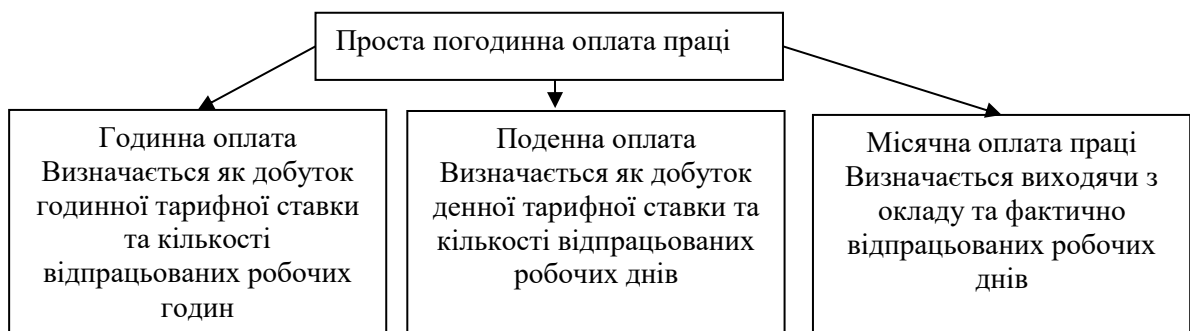 Проста погодинна оплата праці
Годинна оплата
Визначається як добуток
годинної тарифної ставки
та кількості
відпрацьованих робочих
годин
Поденна оплата
Визначається як добуток
денної тарифної ставки та
кількості відпрацьованих
робочих днів
Місячна оплата праці
Визначається виходячи з
окладу та фактично
відпрацьованих робочих
днів